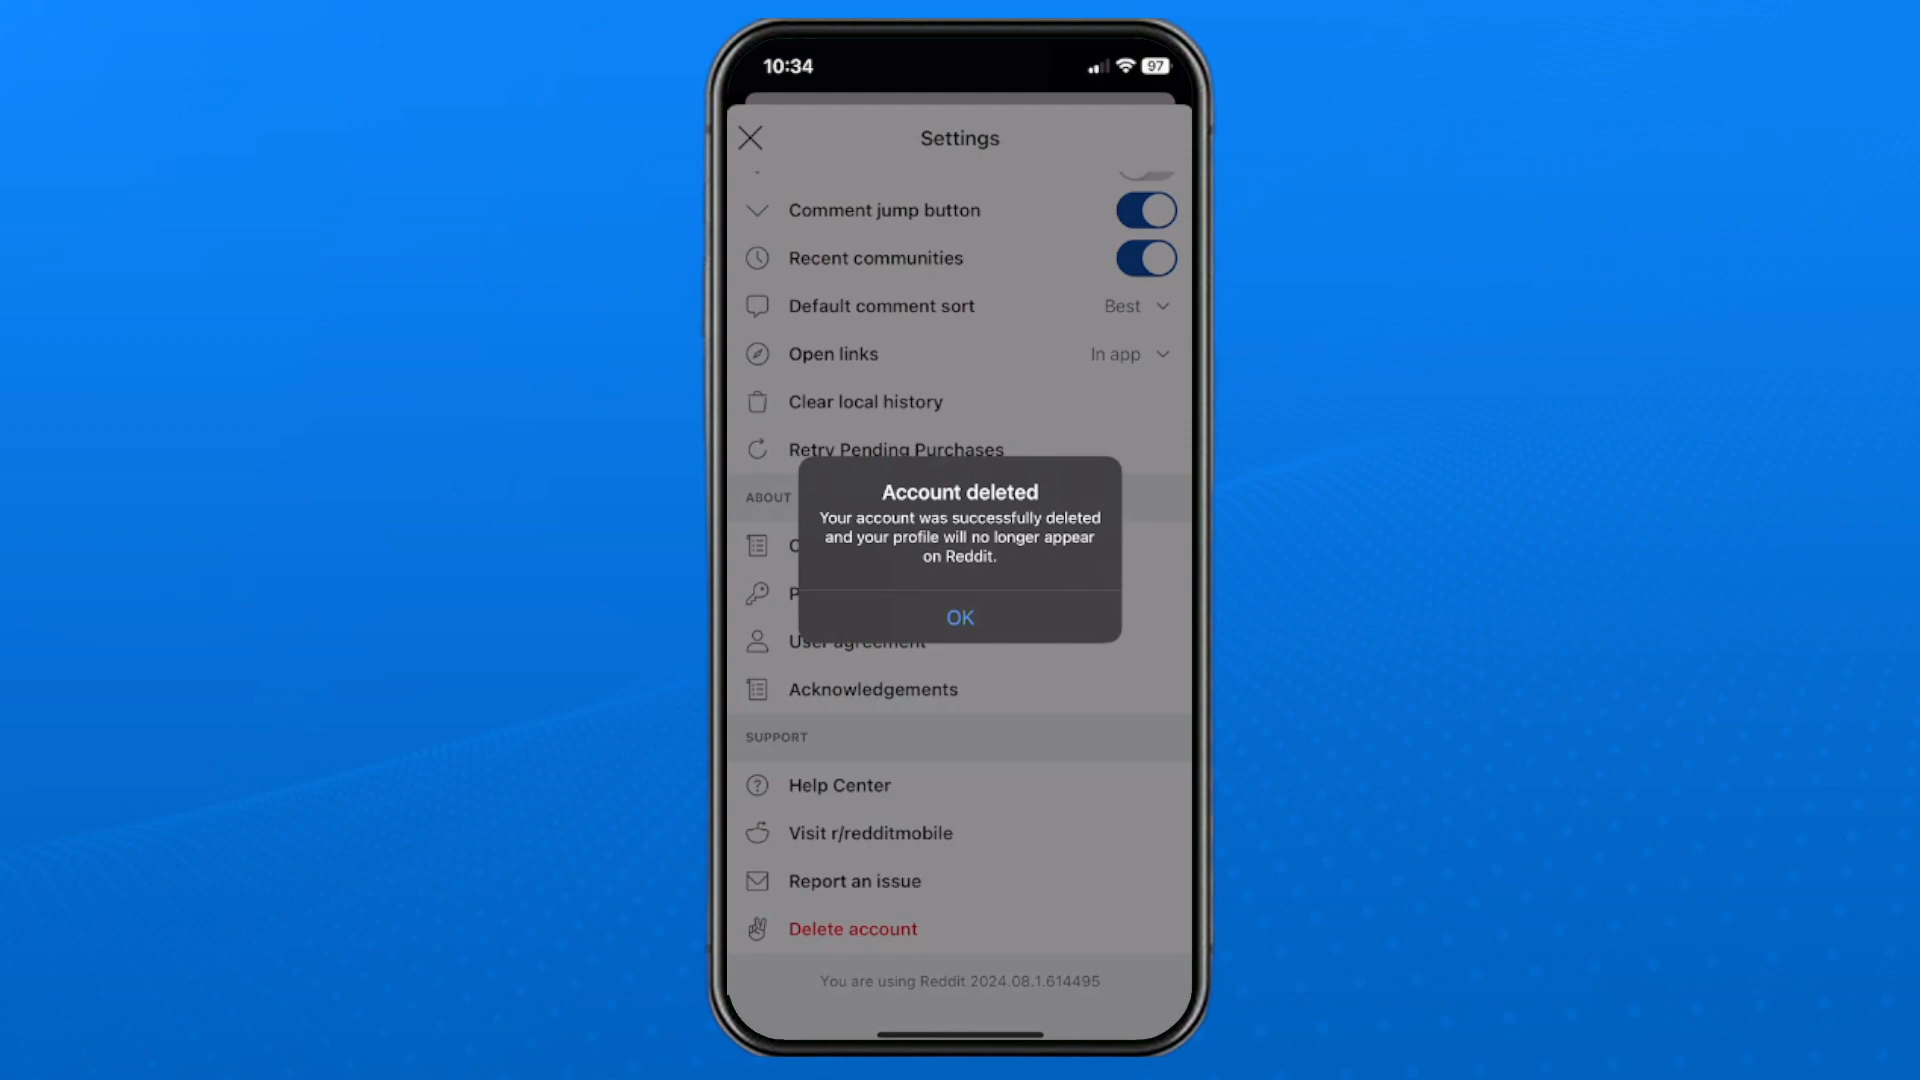 10:34
97
Settings
Comment jump button
Recent communities
Default comment sort Best
Open links In app
Clear local history
Retry Pending Purchases
ABOUT
Account deleted
Your account was successfully deleted
and your profile will no longer appear
on Reddit.
OK
C
P
User agreement
Acknowledgements
SUPPORT
Help Center
Visit r/redditmobile
Report an issue
Delete account
You are using Reddit 2024.08.1.614495